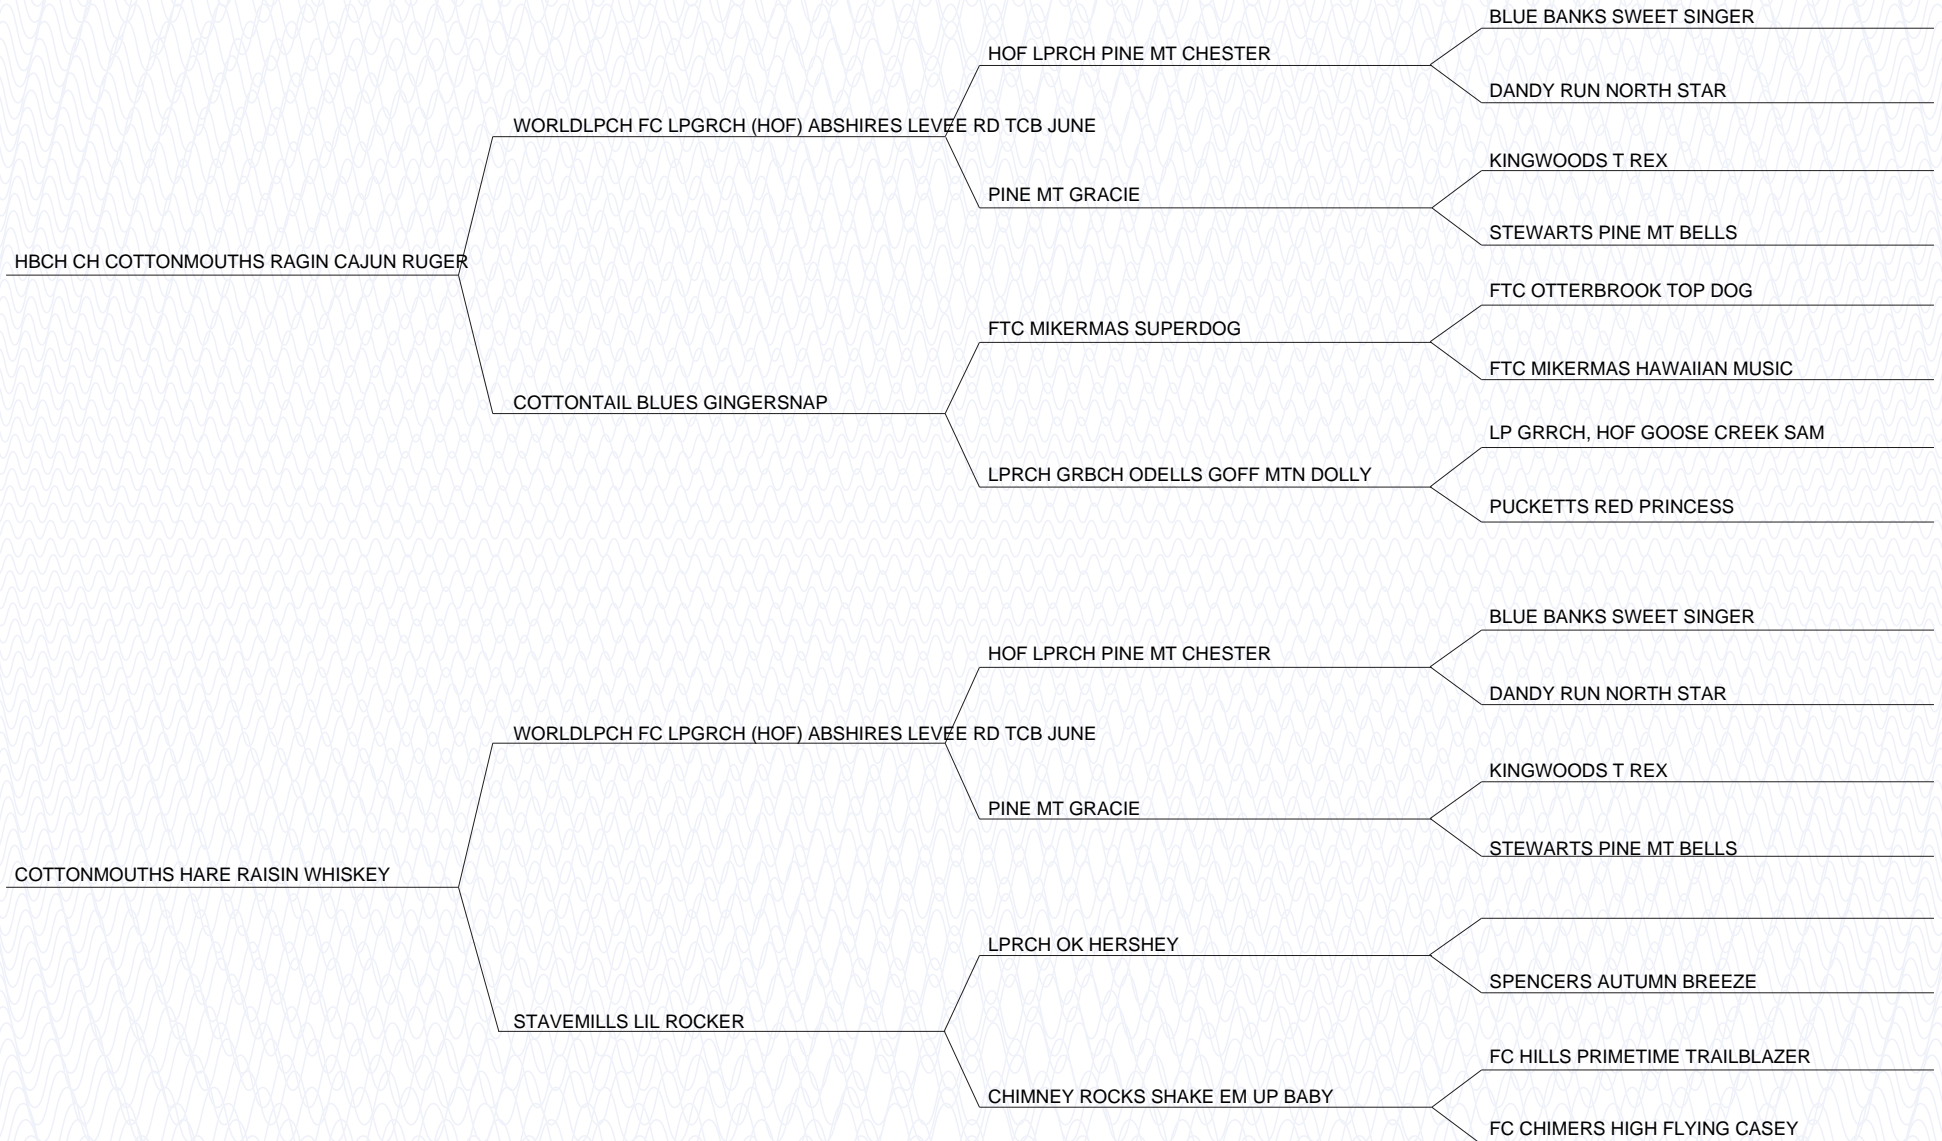 BLUE BANKS SWEET SINGER
HOF LPRCH PINE MT CHESTER
DANDY RUN NORTH STAR
WORLDLPCH FC LPGRCH (HOF) ABSHIRES LEVEE RD TCB JUNE
KINGWOODS T REX
PINE MT GRACIE
STEWARTS PINE MT BELLS
HBCH CH COTTONMOUTHS RAGIN CAJUN RUGER
FTC OTTERBROOK TOP DOG
FTC MIKERMAS SUPERDOG
FTC MIKERMAS HAWAIIAN MUSIC
COTTONTAIL BLUES GINGERSNAP
LP GRRCH, HOF GOOSE CREEK SAM
LPRCH GRBCH ODELLS GOFF MTN DOLLY
PUCKETTS RED PRINCESS
BLUE BANKS SWEET SINGER
HOF LPRCH PINE MT CHESTER
DANDY RUN NORTH STAR
WORLDLPCH FC LPGRCH (HOF) ABSHIRES LEVEE RD TCB JUNE
KINGWOODS T REX
PINE MT GRACIE
STEWARTS PINE MT BELLS
COTTONMOUTHS HARE RAISIN WHISKEY
LPRCH OK HERSHEY
SPENCERS AUTUMN BREEZE
STAVEMILLS LIL ROCKER
FC HILLS PRIMETIME TRAILBLAZER
CHIMNEY ROCKS SHAKE EM UP BABY
FC CHIMERS HIGH FLYING CASEY